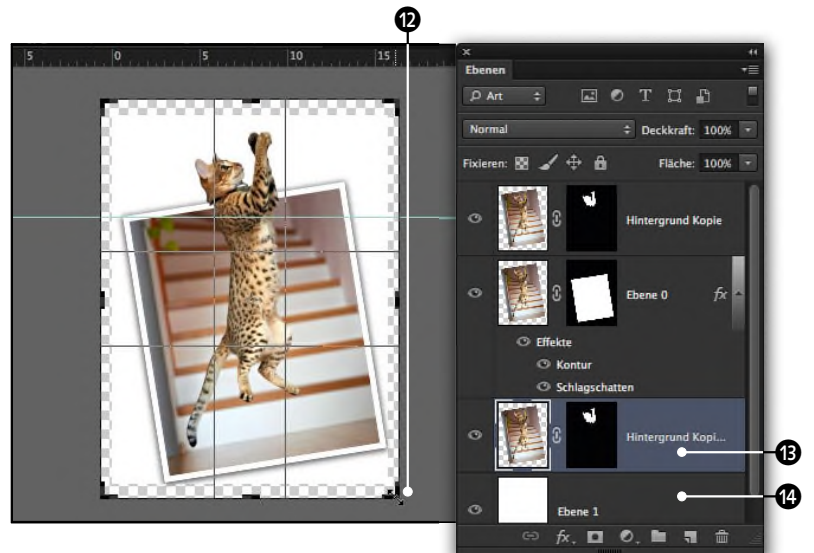 12
5 0 5 10 15
Ebenen
Art T
Normal Deckkraft: 100%
Fixieren: Fläche: 100%
Hintergrund Kopie
Ebene 0 fx
Effekte
Kontur
Schlagschatten
Hintergrund Kopi...
13
14
Ebene 1
fx